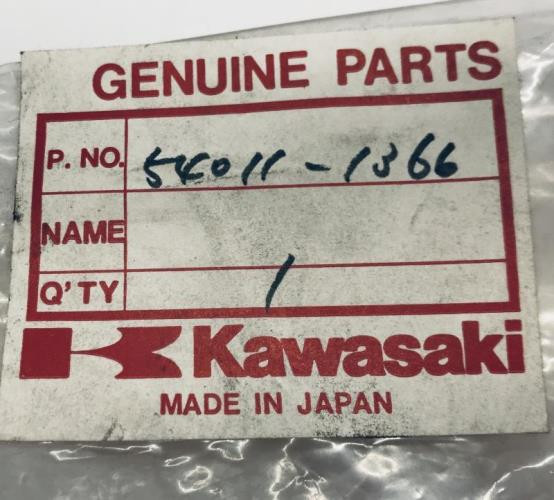 GENUINE PARTS
P. NO. 54011-1366
NAME
Q'TY 1
Kawasaki
MADE IN JAPAN